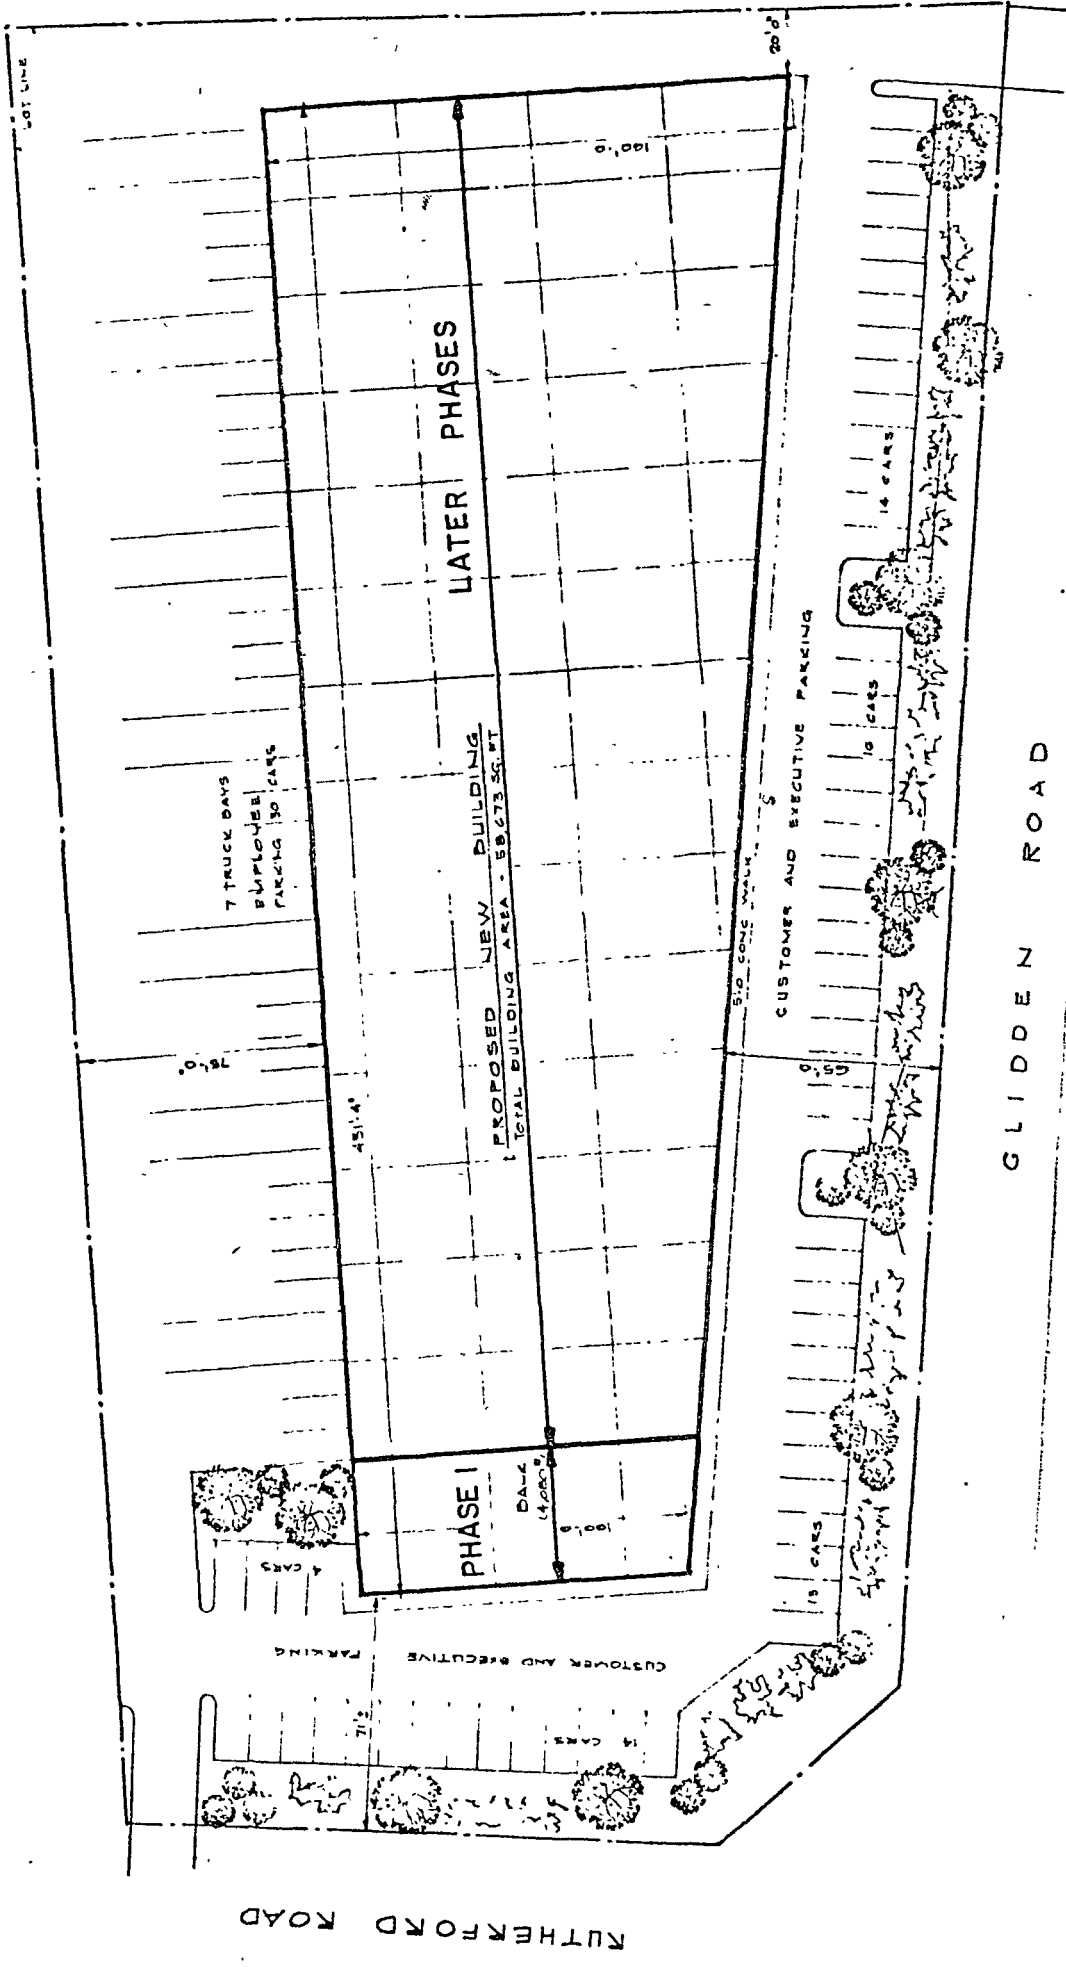 LOT LINE
20'0"
160'.0
LATER PHASES
7 TRUCK BAYS
EMPLOYEE
PARKING 30 CARS
PROPOSED NEW BUILDING
TOTAL BUILDING AREA - 58 673 SQ. FT
75'.0"
451'.4"
5'.0 CONC WALK
CUSTOMER AND EXECUTIVE PARKING
14 CARS
10 CARS
65'.0
PHASE I
BANK
100'.0
13 CARS
4 CARS
CUSTOMER AND EXECUTIVE PARKING
14 CARS
GLIDDEN ROAD
RUTHERFORD ROAD